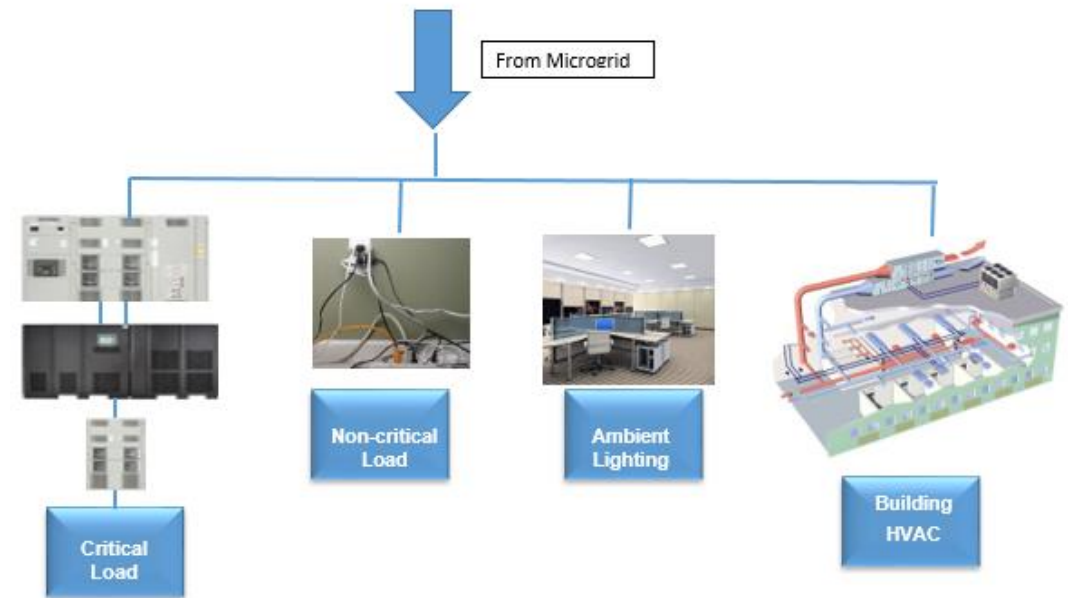 From Microgrid
Non-critical
Load
Ambient
Lighting
Building
HVAC
Critical
Load